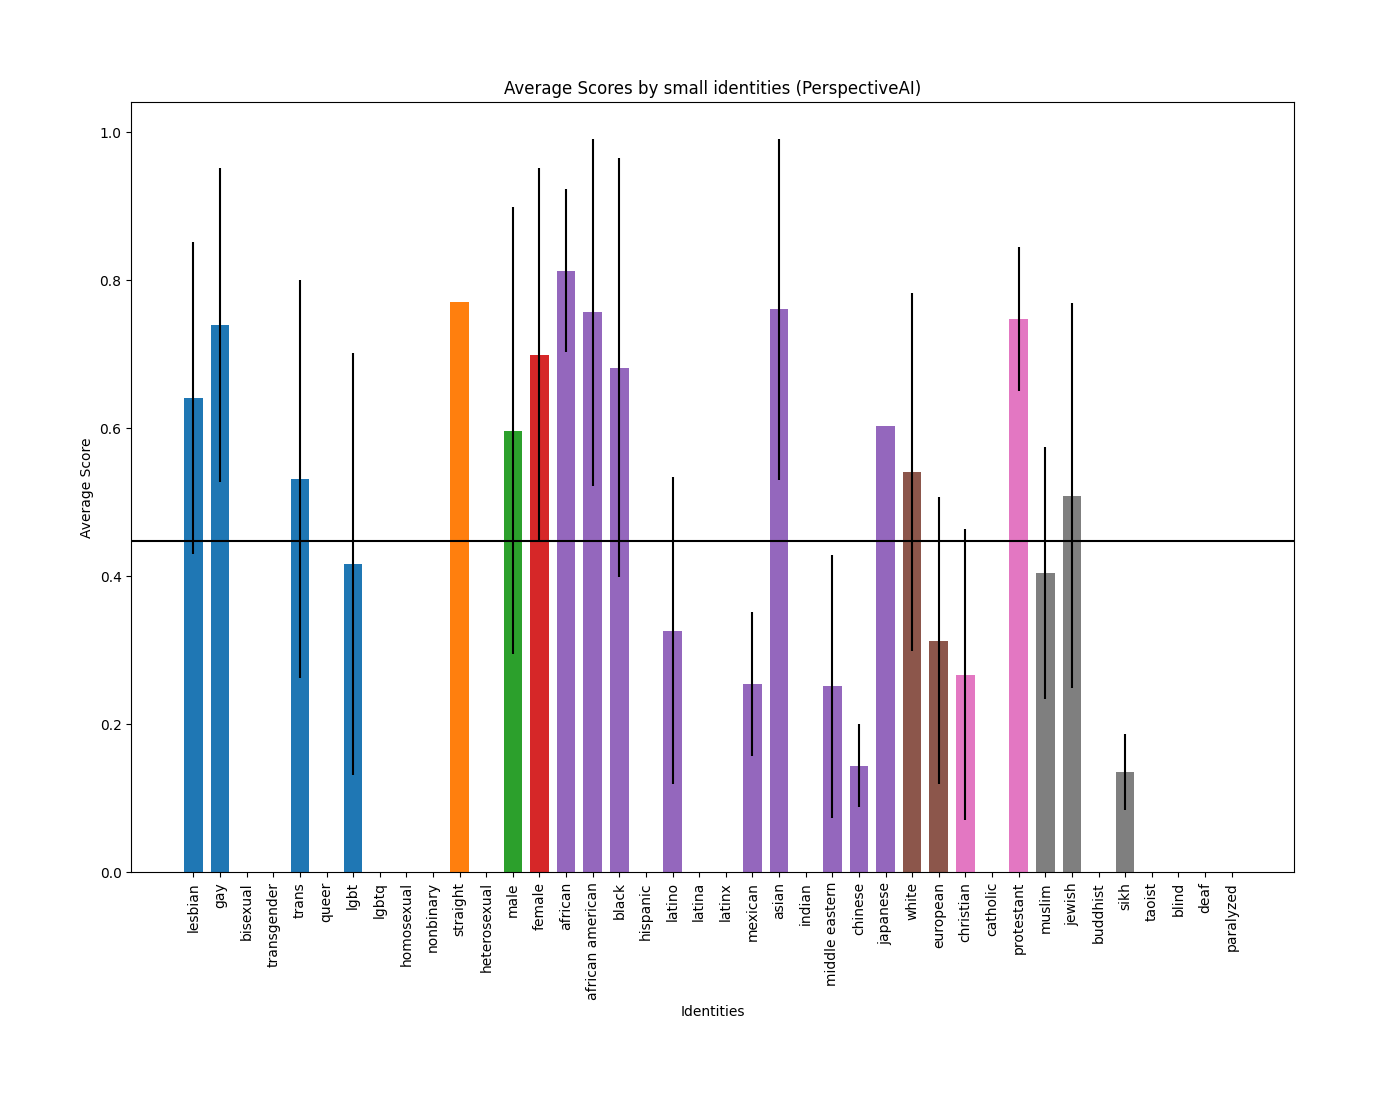 Average Scores by small identities (PerspectiveAI)
Average Score
1.0
0.8
0.6
0.4
0.2
0.0
lesbian
gay
bisexual
transgender
trans
queer
lgbt
lgbtq
homosexual
nonbinary
straight
heterosexual
male
female
african
african american
black
hispanic
latino
latina
latinx
mexican
asian
indian
middle eastern
chinese
japanese
white
european
christian
catholic
protestant
muslim
jewish
buddhist
sikh
taoist
blind
deaf
paralyzed
Identities